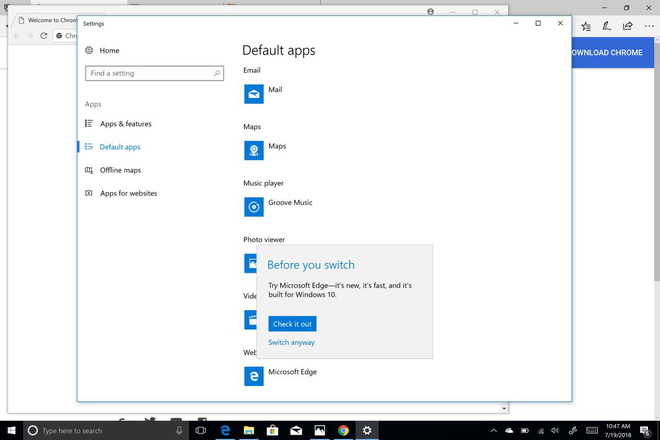 Welcome to Chrom
Settings
Chr
Home
Find a setting
Apps
Apps & features
Default apps
Offline maps
Apps for websites
Default apps
Email
Mail
Maps
Maps
Music player
Groove Music
Photo viewer
Before you switch
Try Microsoft Edge—it's new, it's fast, and it's
built for Windows 10.
Check it out
Switch anyway
Vide
Web
Microsoft Edge
OWNLOAD CHROME
Type here to search
10:47 AM
7/19/2018